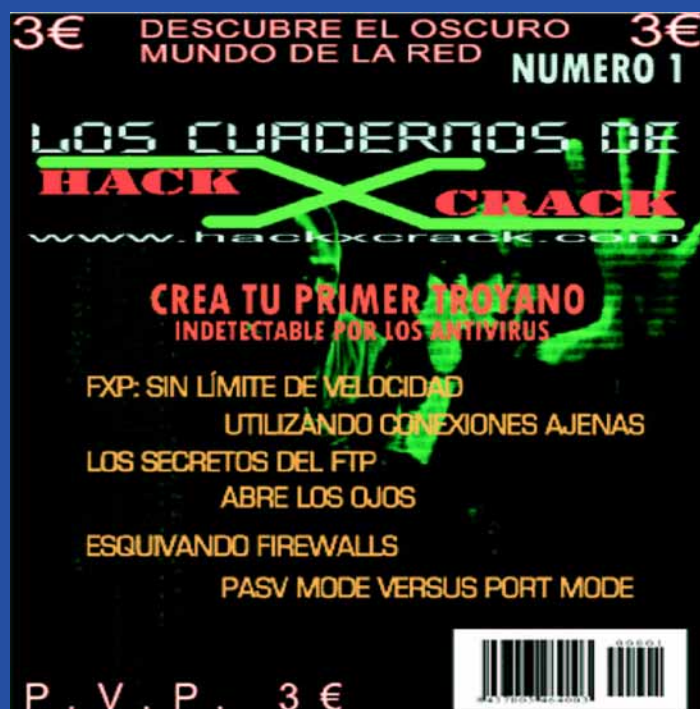 3€ DESCUBRE EL OSCURO 3€
MUNDO DE LA RED
NUMERO 1
LOS CUADERNOS DE
HACK X CRACK
www.hackxcrack.com
CREA TU PRIMER TROYANO
INDETECTABLE POR LOS ANTIVIRUS
FXP: SIN LÍMITE DE VELOCIDAD
UTILIZANDO CONEXIONES AJENAS
LOS SECRETOS DEL FTP
ABRE LOS OJOS
ESQUIVANDO FIREWALLS
PASV MODE VERSUS PORT MODE
00001
P.V.P. 3 €